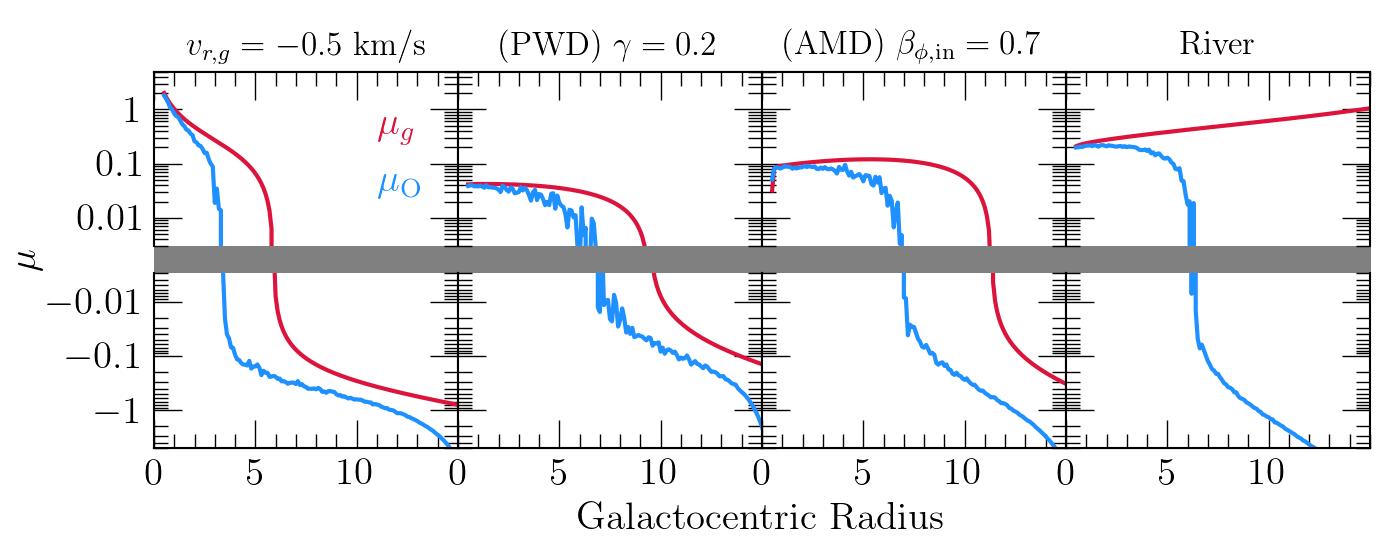 v_{r,g} = −0.5 km/s
(PWD) γ = 0.2
(AMD) β_{ϕ,in} = 0.7
River
μ
1
0.1
0.01
−0.01
−0.1
−1
μ_g
μ_O
0 5 10 0 5 10 0 5 10 0 5 10
Galactocentric Radius